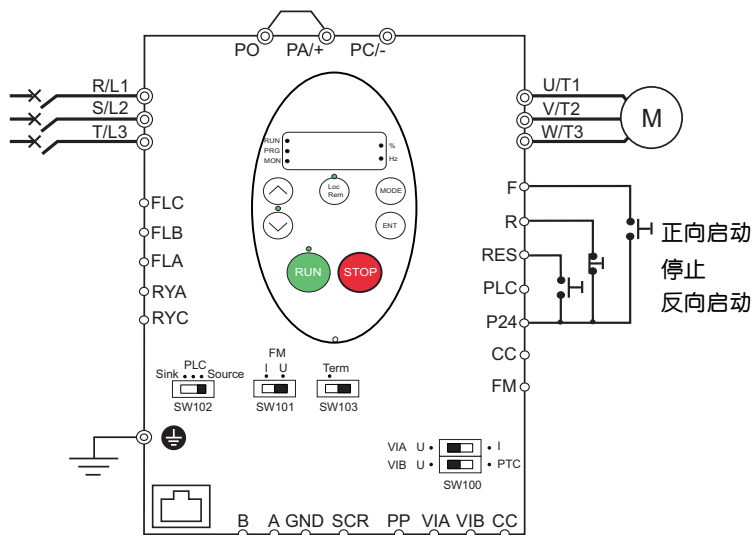 PO PA/+ PC/-
R/L1
S/L2
T/L3
U/T1
V/T2
W/T3
M
RUN
PRG
MON
%
Hz
Loc
Rem
MODE
ENT
RUN
STOP
FLC
FLB
FLA
RYA
RYC
F
R
RES
PLC
P24
CC
FM
正向启动
停止
反向启动
PLC
Sink Source
SW102
FM
I U
SW101
Term
SW103
VIA U I
VIB U PTC
SW100
B A GND SCR PP VIA VIB CC